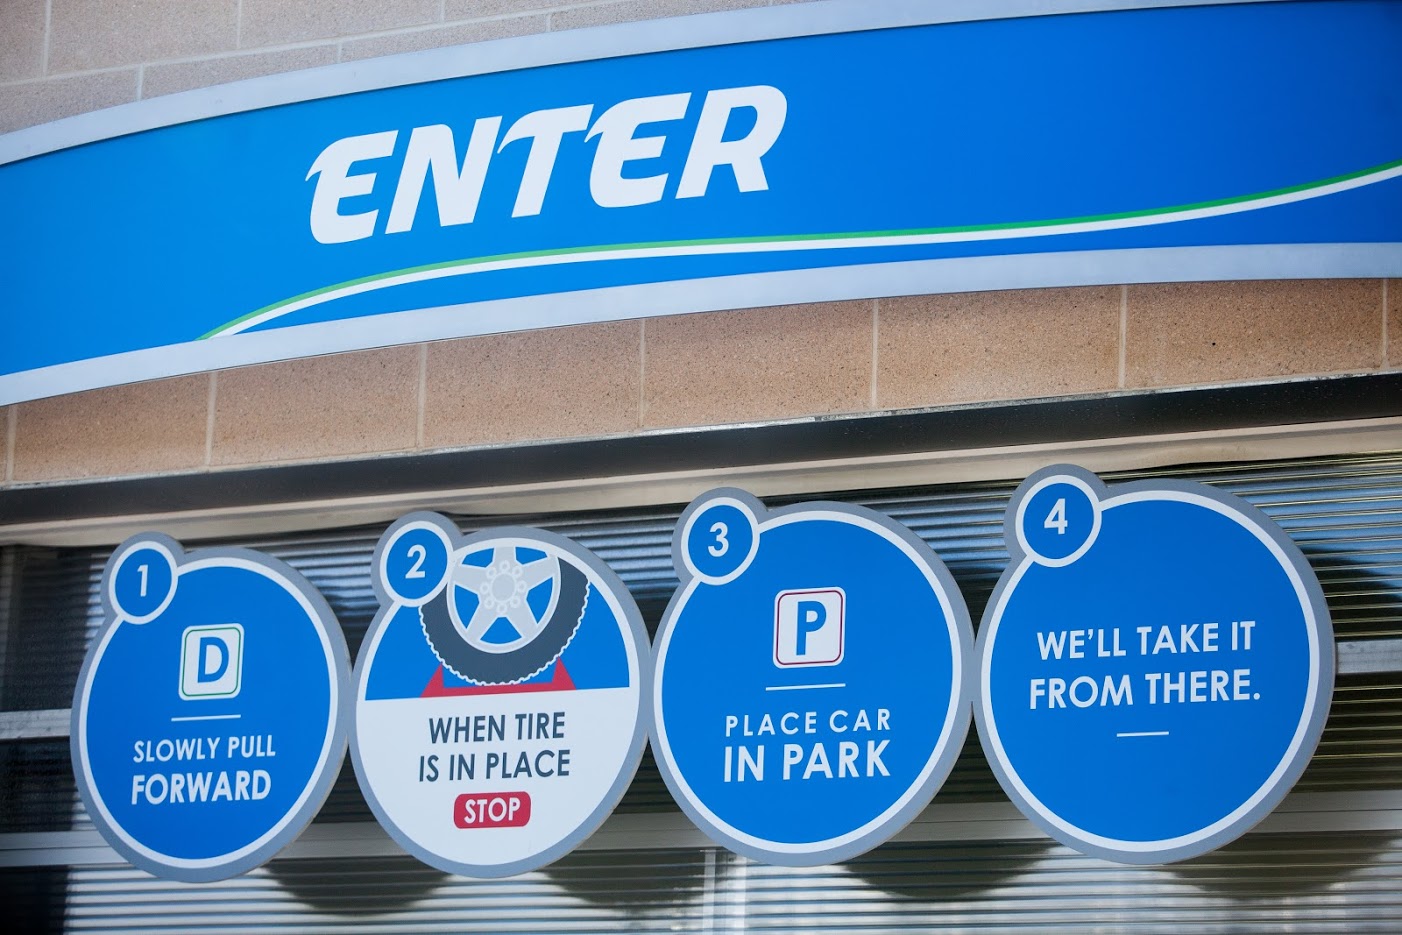 ENTER
1
D
SLOWLY PULL
FORWARD
2
WHEN TIRE
IS IN PLACE
STOP
3
P
PLACE CAR
IN PARK
4
WE'LL TAKE IT
FROM THERE.